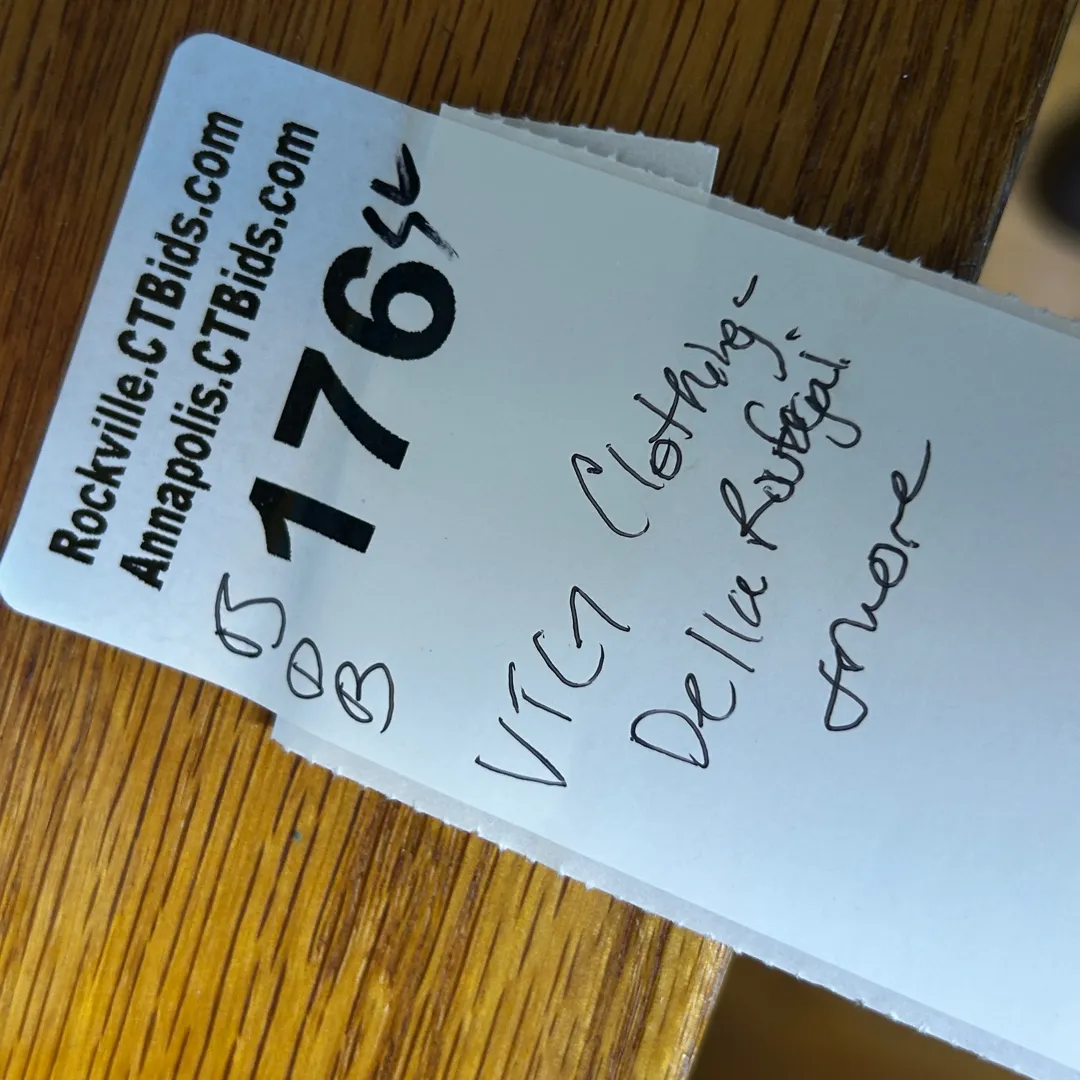 Rockville.CTBids.com
Annapolis.CTBids.com
176
B
D
B
VTG Clothing-
Della
&more